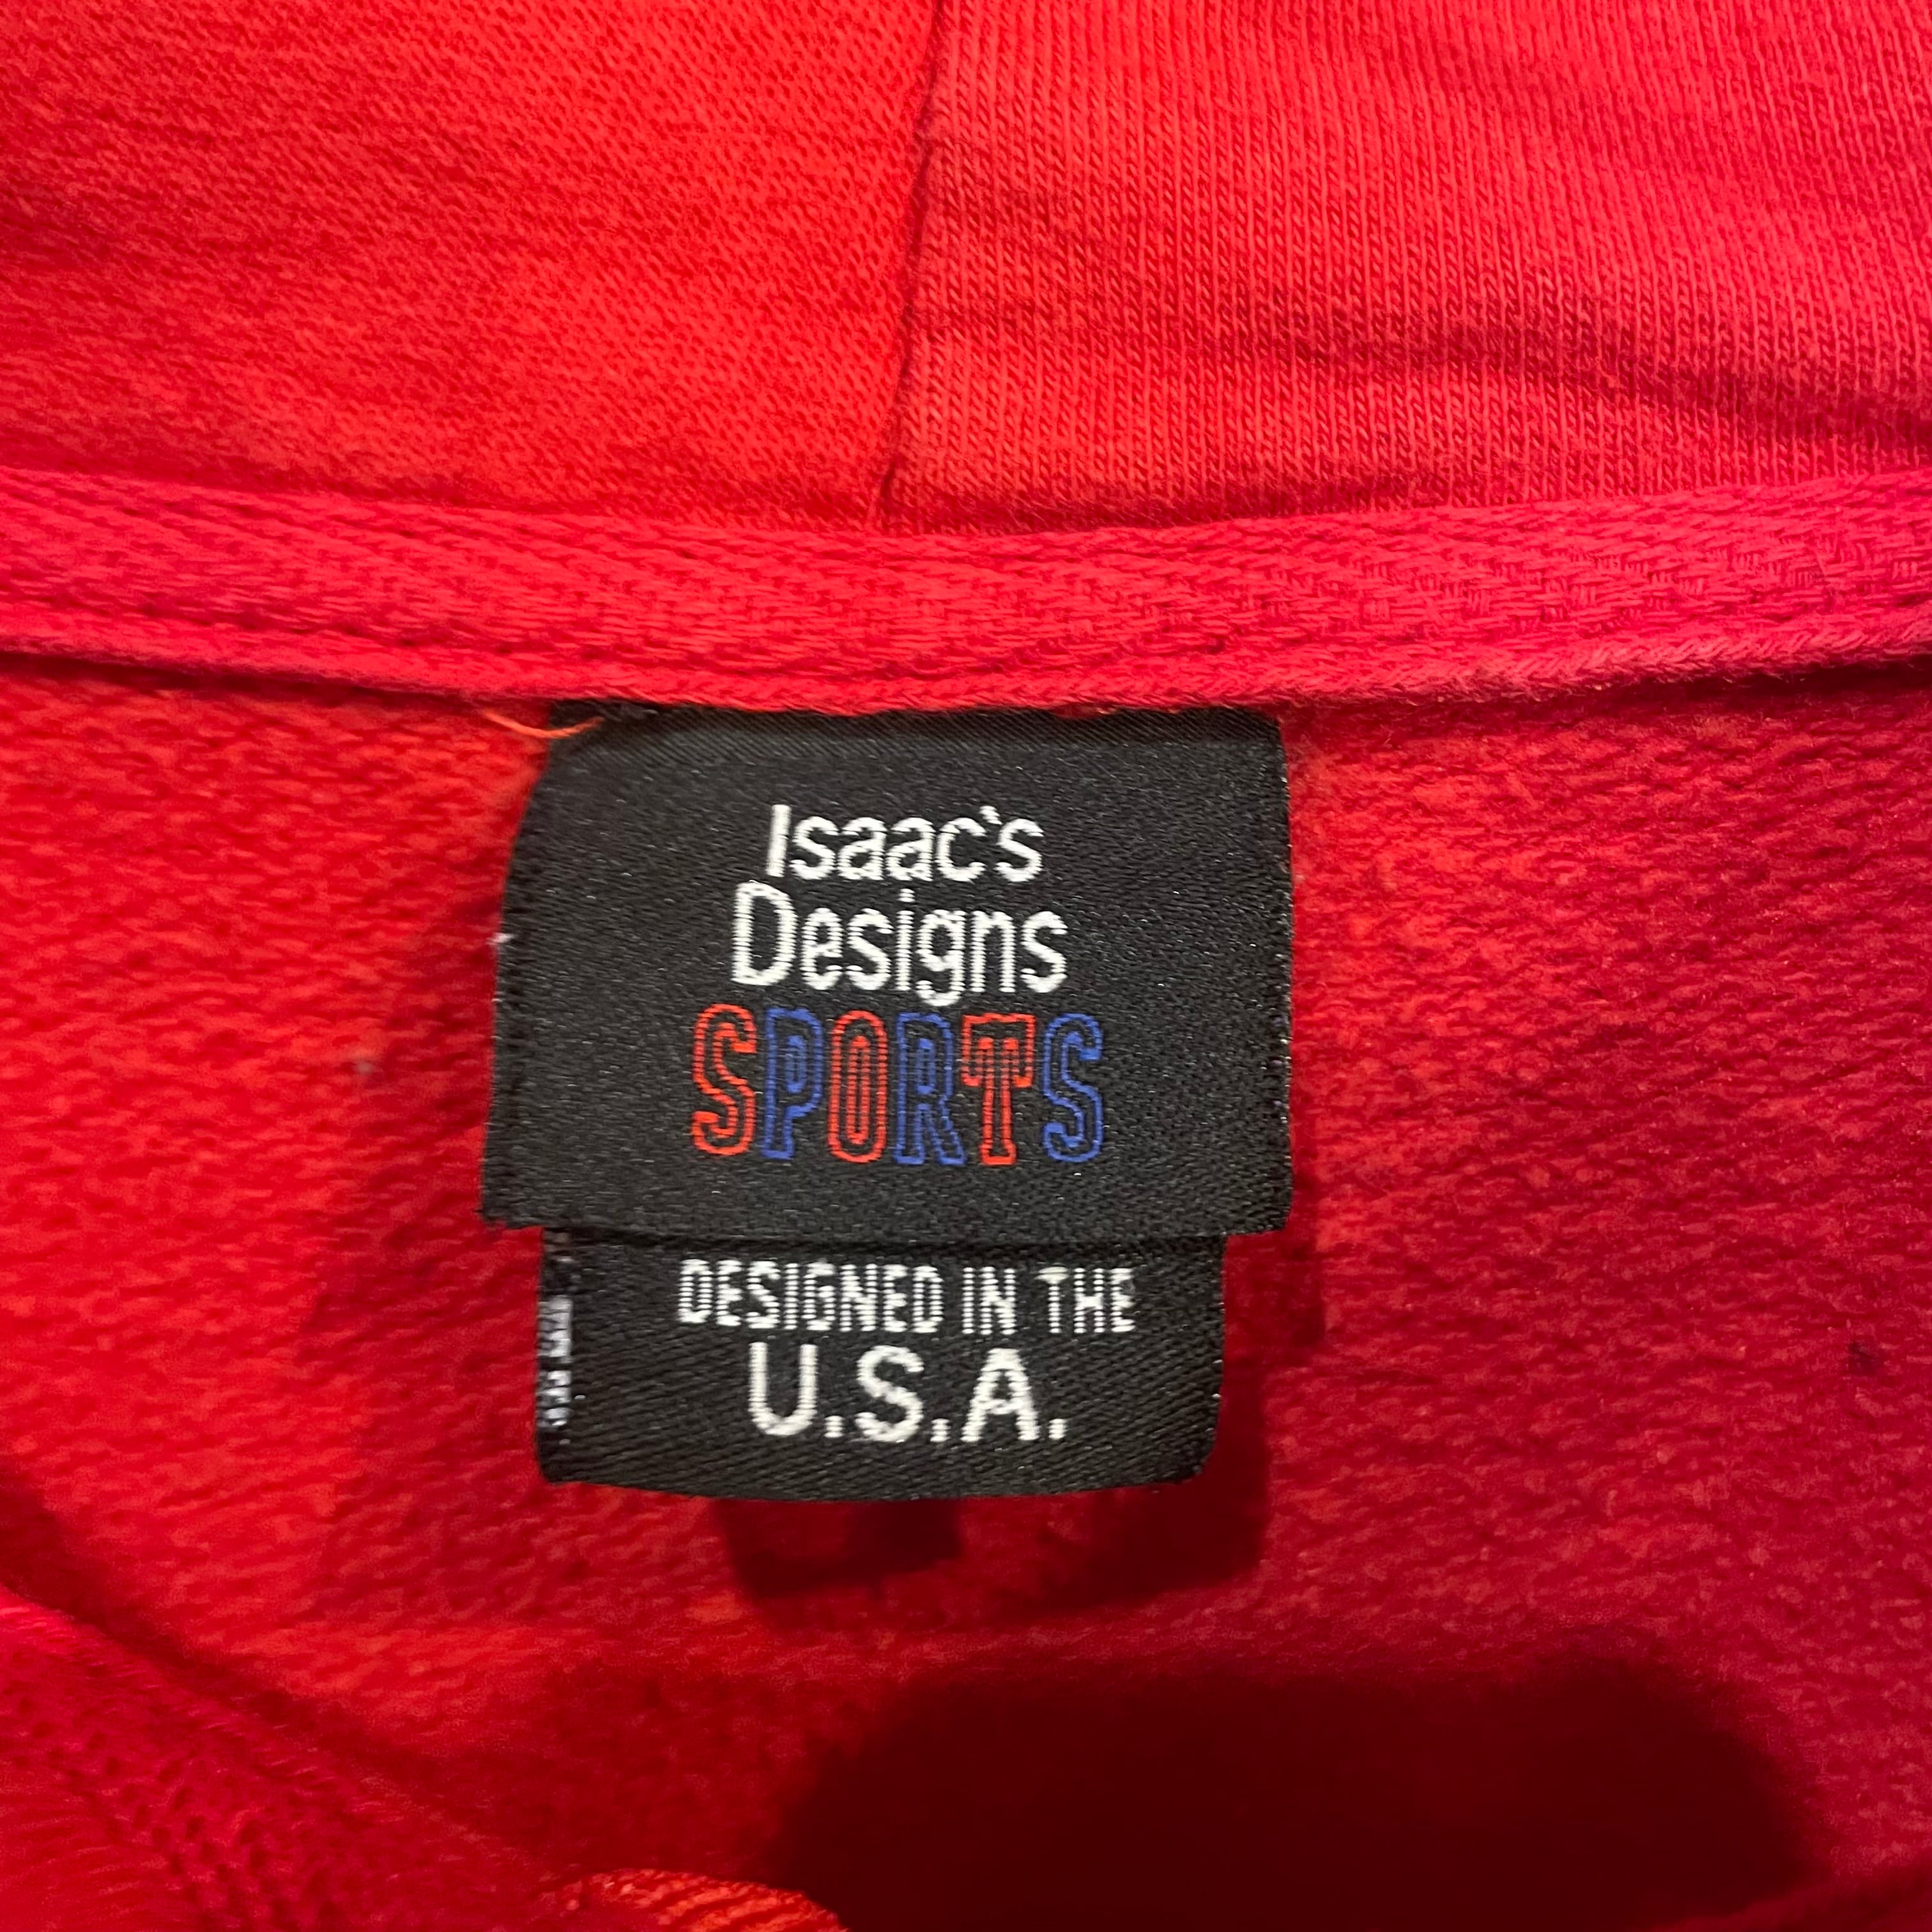 Isaac's
Designs
SPORTS
DESIGNED IN THE
U.S.A.